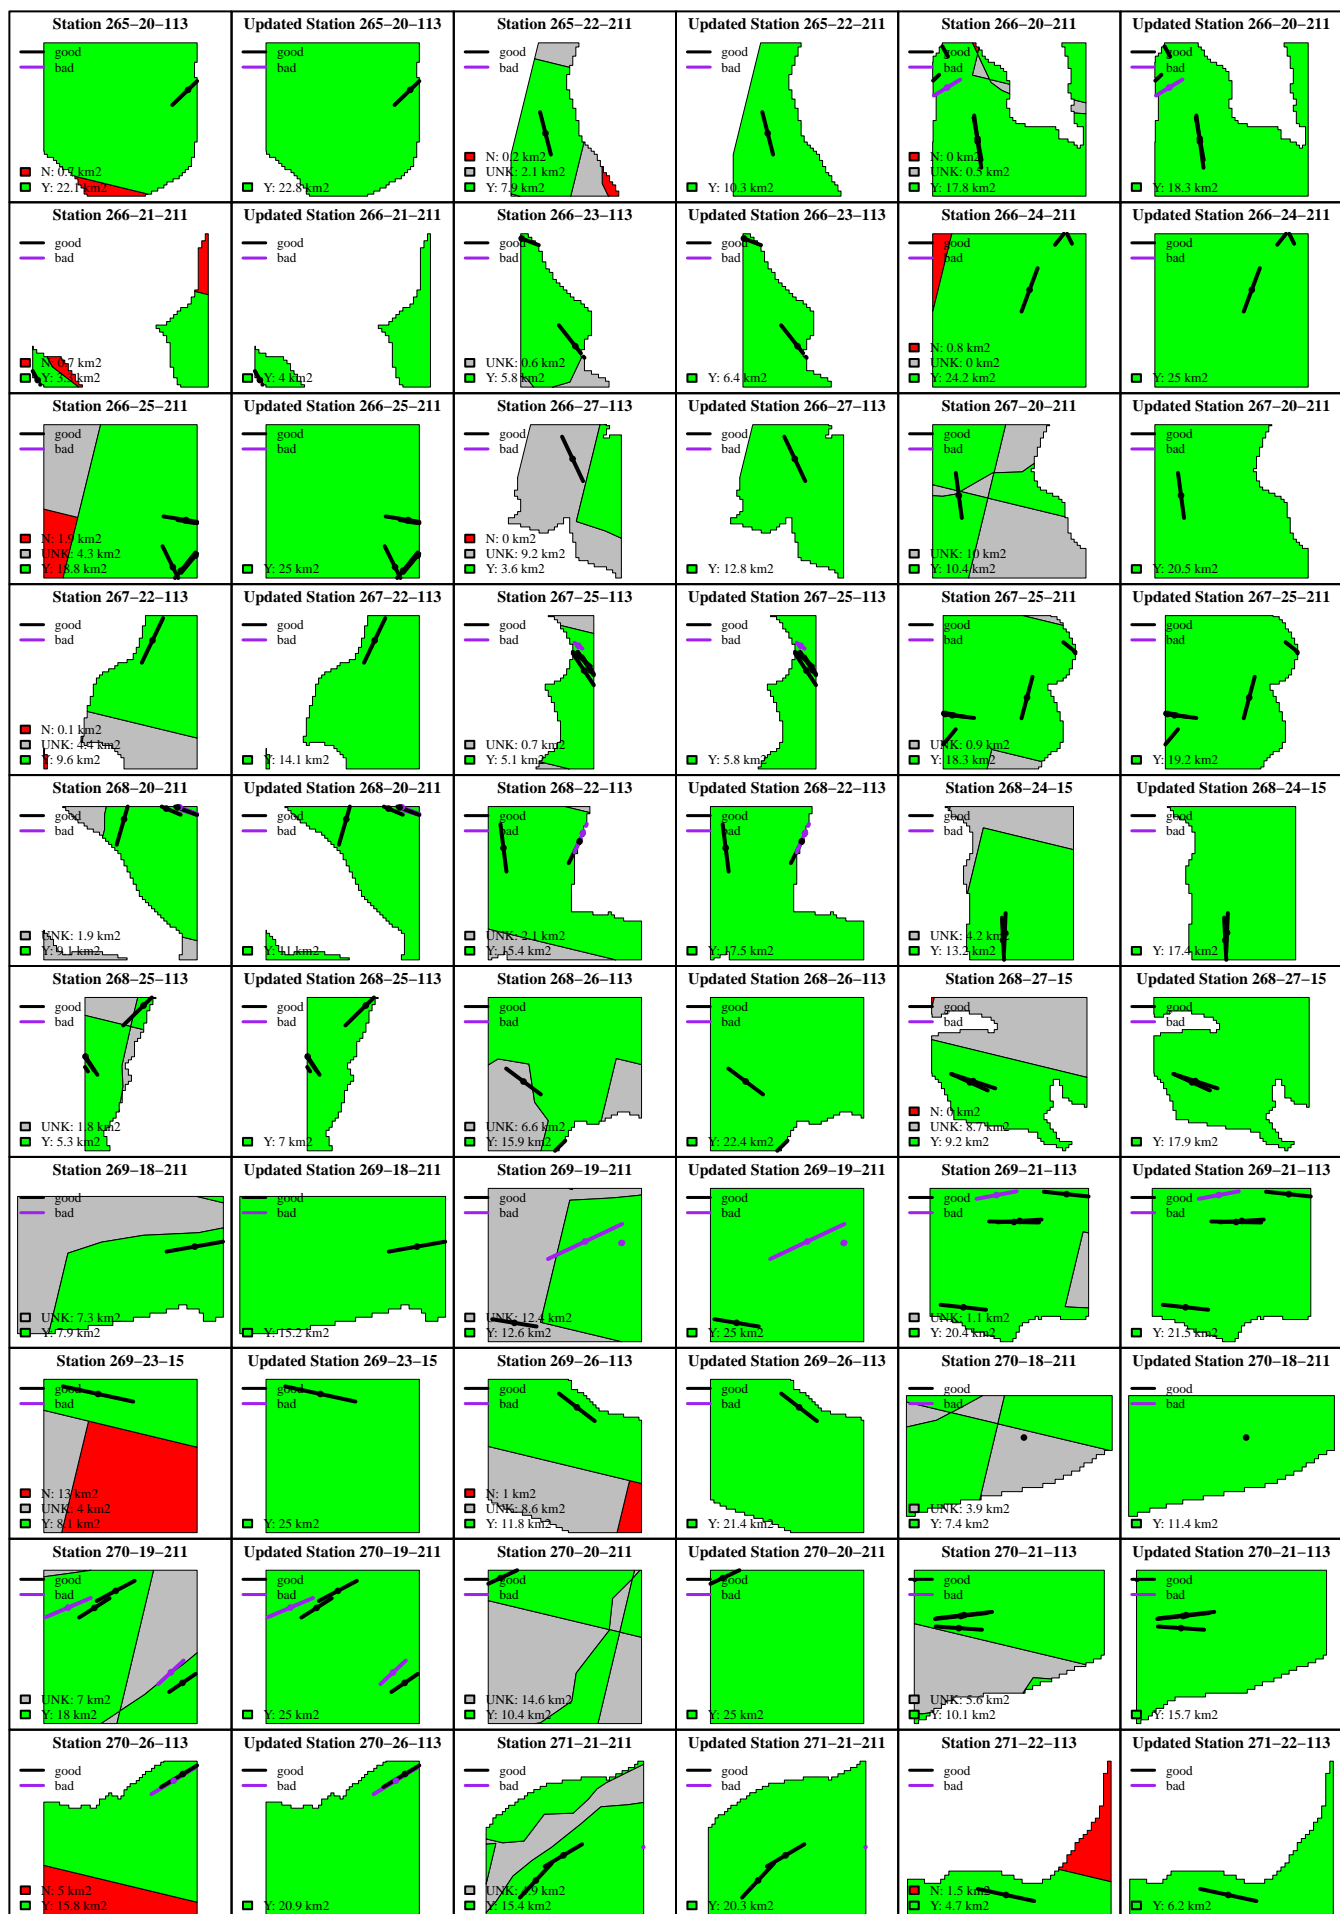 Station 265−20−113
good
bad
N: 0.7 km2
Y: 22.1 km2
Updated Station 265−20−113
good
bad
Y: 22.8 km2
Station 265−22−211
good
bad
N: 0.2 km2
UNK: 2.1 km2
Y: 7.9 km2
Updated Station 265−22−211
good
bad
Y: 10.3 km2
Station 266−20−211
good
bad
N: 0 km2
UNK: 0.5 km2
Y: 17.8 km2
Updated Station 266−20−211
good
bad
Y: 18.3 km2
Station 266−21−211
good
bad
N: 0.7 km2
Y: 3.3 km2
Updated Station 266−21−211
good
bad
Y: 4 km2
Station 266−23−113
good
bad
UNK: 0.6 km2
Y: 5.8 km2
Updated Station 266−23−113
good
bad
Y: 6.4 km2
Station 266−24−211
good
bad
N: 0.8 km2
UNK: 0 km2
Y: 24.2 km2
Updated Station 266−24−211
good
bad
Y: 25 km2
Station 266−25−211
good
bad
N: 1.9 km2
UNK: 4.3 km2
Y: 18.8 km2
Updated Station 266−25−211
good
bad
Y: 25 km2
Station 266−27−113
good
bad
N: 0 km2
UNK: 9.2 km2
Y: 3.6 km2
Updated Station 266−27−113
good
bad
Y: 12.8 km2
Station 267−20−211
good
bad
UNK: 10 km2
Y: 10.4 km2
Updated Station 267−20−211
good
bad
Y: 20.5 km2
Station 267−22−113
good
bad
N: 0.1 km2
UNK: 4.4 km2
Y: 9.6 km2
Updated Station 267−22−113
good
bad
Y: 14.1 km2
Station 267−25−113
good
bad
UNK: 0.7 km2
Y: 5.1 km2
Updated Station 267−25−113
good
bad
Y: 5.8 km2
Station 267−25−211
good
bad
UNK: 0.9 km2
Y: 18.3 km2
Updated Station 267−25−211
good
bad
Y: 19.2 km2
Station 268−20−211
good
bad
UNK: 1.9 km2
Y: 9.1 km2
Updated Station 268−20−211
good
bad
Y: 11 km2
Station 268−22−113
good
bad
UNK: 2.1 km2
Y: 15.4 km2
Updated Station 268−22−113
good
bad
Y: 17.5 km2
Station 268−24−15
good
bad
UNK: 4.2 km2
Y: 13.2 km2
Updated Station 268−24−15
good
bad
Y: 17.4 km2
Station 268−25−113
good
bad
UNK: 1.8 km2
Y: 5.3 km2
Updated Station 268−25−113
good
bad
Y: 7 km2
Station 268−26−113
good
bad
UNK: 6.6 km2
Y: 15.9 km2
Updated Station 268−26−113
good
bad
Y: 22.4 km2
Station 268−27−15
good
bad
N: 0 km2
UNK: 8.7 km2
Y: 9.2 km2
Updated Station 268−27−15
good
bad
Y: 17.9 km2
Station 269−18−211
good
bad
UNK: 7.3 km2
Y: 7.9 km2
Updated Station 269−18−211
good
bad
Y: 15.2 km2
Station 269−19−211
good
bad
UNK: 12.4 km2
Y: 12.6 km2
Updated Station 269−19−211
good
bad
Y: 25 km2
Station 269−21−113
good
bad
UNK: 1.1 km2
Y: 20.4 km2
Updated Station 269−21−113
good
bad
Y: 21.5 km2
Station 269−23−15
good
bad
N: 13 km2
UNK: 4 km2
Y: 8.1 km2
Updated Station 269−23−15
good
bad
Y: 25 km2
Station 269−26−113
good
bad
N: 1 km2
UNK: 8.6 km2
Y: 11.8 km2
Updated Station 269−26−113
good
bad
Y: 21.4 km2
Station 270−18−211
good
bad
UNK: 3.9 km2
Y: 7.4 km2
Updated Station 270−18−211
good
bad
Y: 11.4 km2
Station 270−19−211
good
bad
UNK: 7 km2
Y: 18 km2
Updated Station 270−19−211
good
bad
Y: 25 km2
Station 270−20−211
good
bad
UNK: 14.6 km2
Y: 10.4 km2
Updated Station 270−20−211
good
bad
Y: 25 km2
Station 270−21−113
good
bad
UNK: 5.6 km2
Y: 10.1 km2
Updated Station 270−21−113
good
bad
Y: 15.7 km2
Station 270−26−113
good
bad
N: 5 km2
Y: 15.8 km2
Updated Station 270−26−113
good
bad
Y: 20.9 km2
Station 271−21−211
good
bad
UNK: 4.9 km2
Y: 15.4 km2
Updated Station 271−21−211
good
bad
Y: 20.3 km2
Station 271−22−113
good
bad
N: 1.5 km2
Y: 4.7 km2
Updated Station 271−22−113
good
bad
Y: 6.2 km2